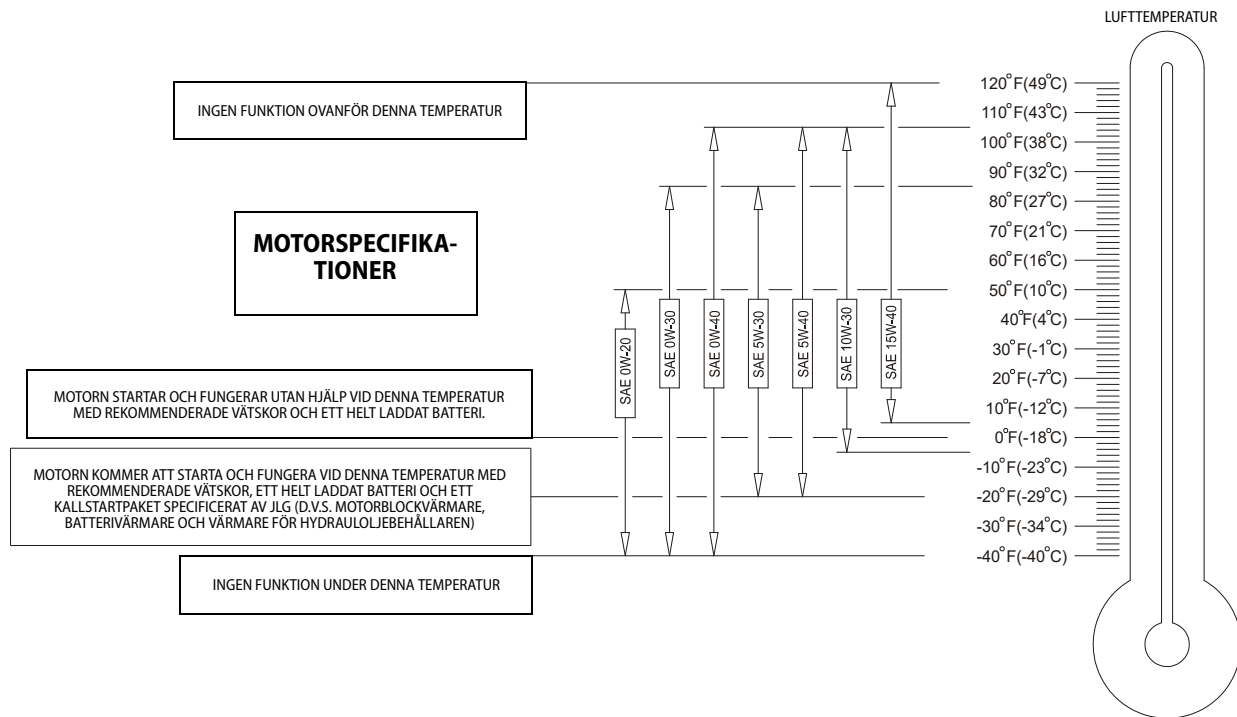 LUFTTEMPERATUR
INGEN FUNKTION OVANFÖR DENNA TEMPERATUR
MOTORSPECIFIKA-
TIONER
MOTORN STARTAR OCH FUNGERAR UTAN HJÄLP VID DENNA TEMPERATUR
MED REKOMMENDERADE VÄTSKOR OCH ETT HELT LADDAT BATTERI.
MOTORN KOMMER ATT STARTA OCH FUNGERA VID DENNA TEMPERATUR MED
REKOMMENDERADE VÄTSKOR, ETT HELT LADDAT BATTERI OCH ETT
KALLSTARTPAKET SPECIFICERAT AV JLG (D.V.S. MOTORBLOCKVÄRMARE,
BATTERIVÄRMARE OCH VÄRMARE FÖR HYDRAULOLJEBEHÅLLAREN)
INGEN FUNKTION UNDER DENNA TEMPERATUR
SAE 0W-20
SAE 0W-30
SAE 0W-40
SAE 5W-30
SAE 5W-40
SAE 10W-30
SAE 15W-40
120°F(49°C)
110°F(43°C)
100°F(38°C)
90°F(32°C)
80°F(27°C)
70°F(21°C)
60°F(16°C)
50°F(10°C)
40°F(4°C)
30°F(-1°C)
20°F(-7°C)
10°F(-12°C)
0°F(-18°C)
-10°F(-23°C)
-20°F(-29°C)
-30°F(-34°C)
-40°F(-40°C)